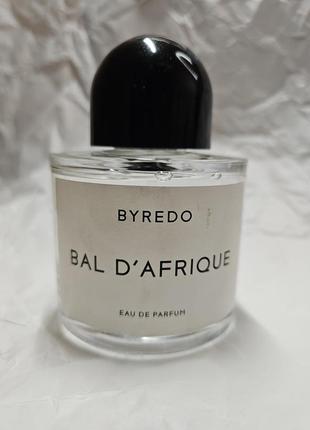 BYREDO
BAL D'AFRIQUE
EAU DE PARFUM